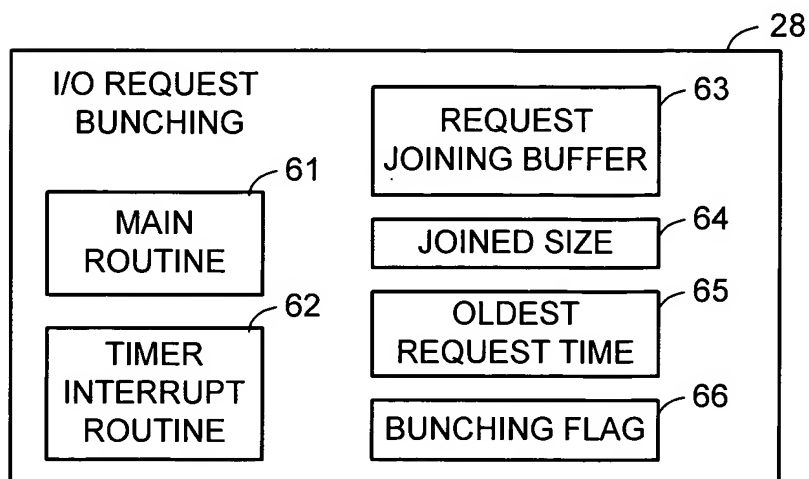 28
I/O REQUEST
BUNCHING
61
MAIN
ROUTINE
62
TIMER
INTERRUPT
ROUTINE
63
REQUEST
JOINING BUFFER
64
JOINED SIZE
65
OLDEST
REQUEST TIME
66
BUNCHING FLAG